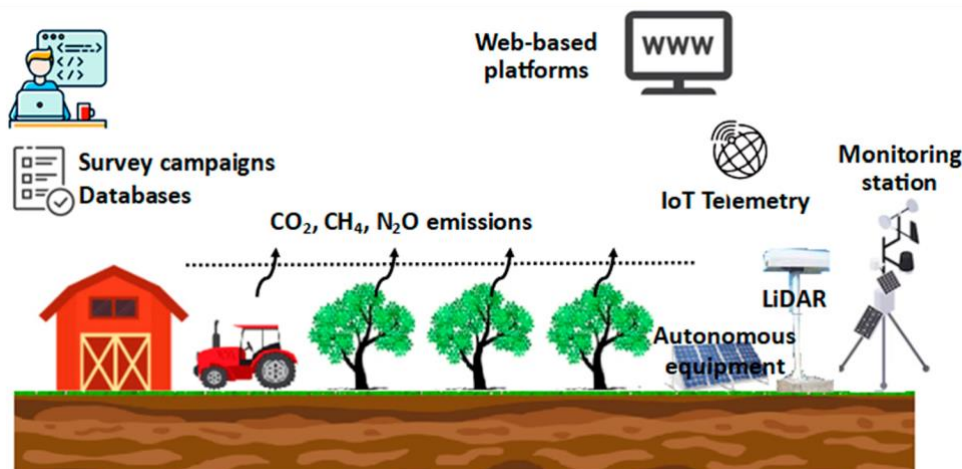 Web-based
platforms
WWW
Survey campaigns
Databases
Monitoring
station
IoT Telemetry
CO₂, CH₄, N₂O emissions
LiDAR
Autonomous
equipment